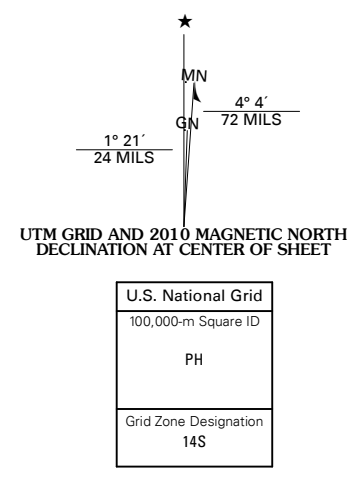 ★
MN
4° 4´
72 MILS
GN
1° 21´
24 MILS
UTM GRID AND 2010 MAGNETIC NORTH
DECLINATION AT CENTER OF SHEET
U.S. National Grid
100,000-m Square ID
PH
Grid Zone Designation
14S